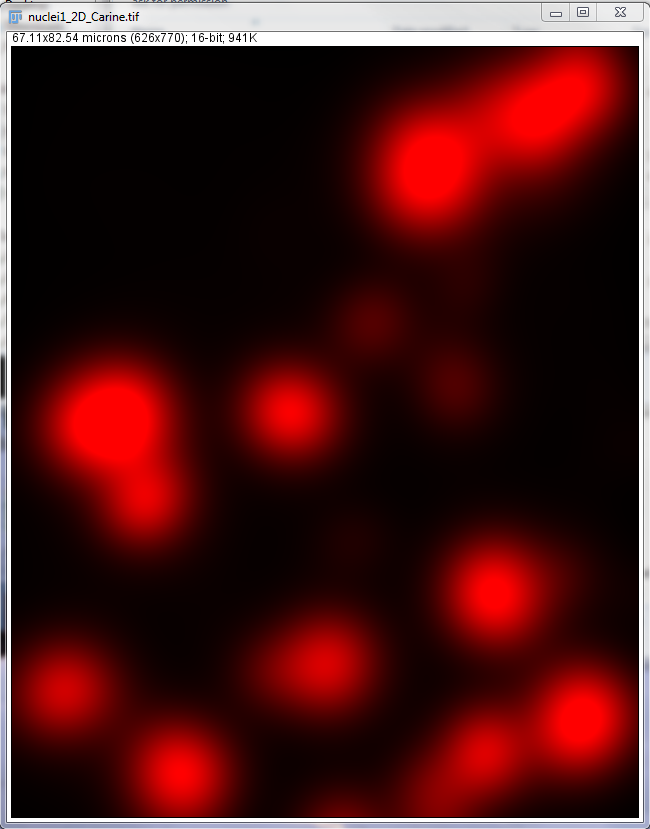 nuclei1_2D_Carine.tif
67.11x82.54 microns (626x770); 16-bit; 941K